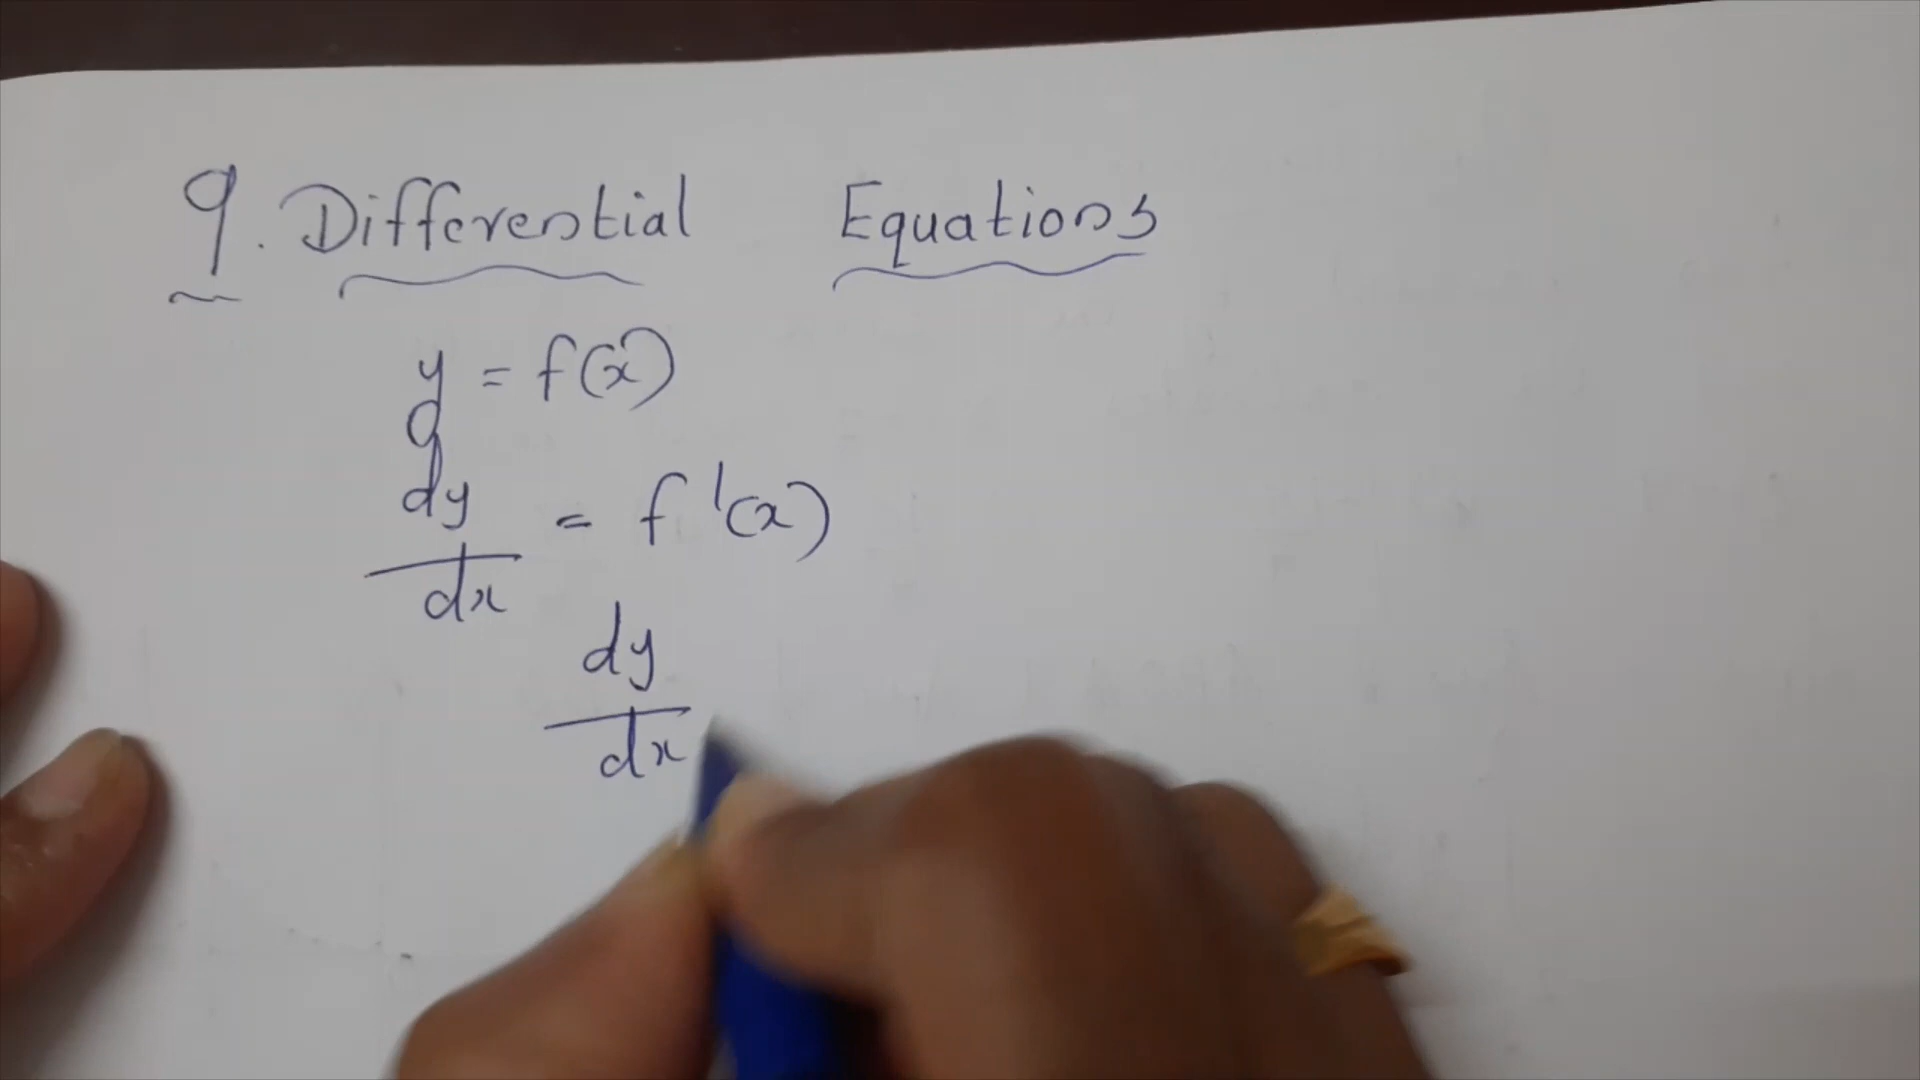 9. Differential Equations
y = f(x)
dy/dx = f'(x)
dy/dx